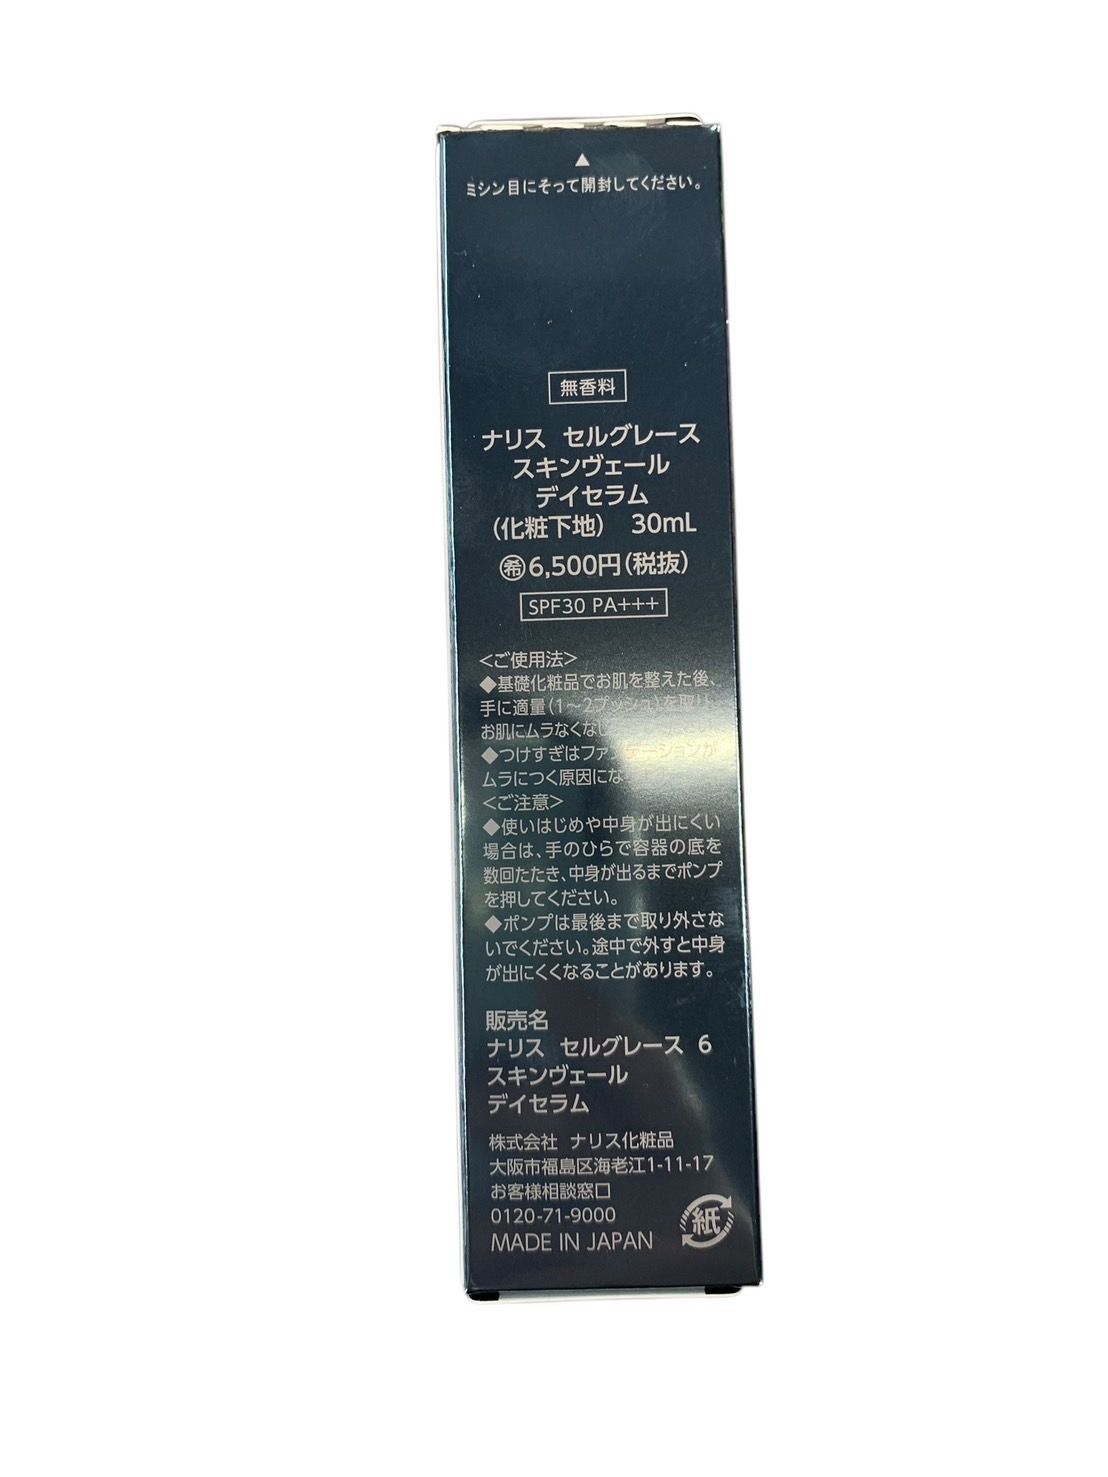 ▲
ミシン目にそって開封してください。
無香料
ナリス セルグレース
スキンヴェール
デイセラム
(化粧下地) 30mL
㊒6,500円(税抜)
SPF30 PA+++
<ご使用法>
◆基礎化粧品でお肌を整えた後、
手に適量(1～2プッシュ)を取り、
お肌にムラなくなじ
◆つけすぎはファンデーションが
ムラにつく原因にな
<ご注意>
◆使いはじめや中身が出にくい
場合は、手のひらで容器の底を
数回たたき、中身が出るまでポンプ
を押してください。
◆ポンプは最後まで取り外さな
いでください。途中で外すと中身
が出にくくなることがあります。
販売名
ナリス セルグレース 6
スキンヴェール
デイセラム
株式会社 ナリス化粧品
大阪市福島区海老江1-11-17
お客様相談窓口
0120-71-9000
MADE IN JAPAN
紙